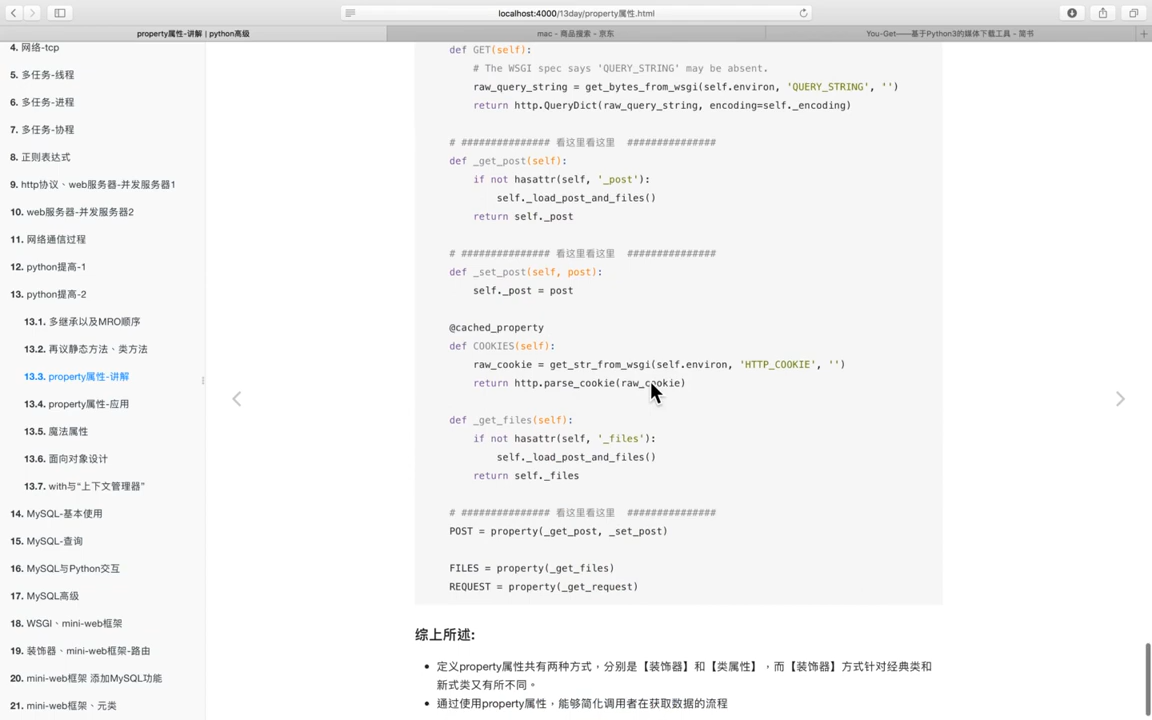 localhost:4000/13day/property属性.html
property属性-讲解 | python高级
mac - 商品搜索 - 京东
You-Get——基于Python3的媒体下载工具 - 简书
4. 网络-tcp
5. 多任务-线程
6. 多任务-进程
7. 多任务-协程
8. 正则表达式
9. http协议、web服务器-并发服务器1
10. web服务器-并发服务器2
11. 网络通信过程
12. python提高-1
13. python提高-2
13.1. 多继承以及MRO顺序
13.2. 再议静态方法、类方法
13.3. property属性-讲解
13.4. property属性-应用
13.5. 魔法属性
13.6. 面向对象设计
13.7. with与“上下文管理器”
14. MySQL-基本使用
15. MySQL-查询
16. MySQL与Python交互
17. MySQL高级
18. WSGI、mini-web框架
19. 装饰器、mini-web框架-路由
20. mini-web框架 添加MySQL功能
21. mini-web框架、元类
def GET(self):
# The WSGI spec says 'QUERY_STRING' may be absent.
raw_query_string = get_bytes_from_wsgi(self.environ, 'QUERY_STRING', '')
return http.QueryDict(raw_query_string, encoding=self._encoding)
# ############### 看这里看这里  ###############
def _get_post(self):
if not hasattr(self, '_post'):
self._load_post_and_files()
return self._post
# ############### 看这里看这里  ###############
def _set_post(self, post):
self._post = post
@cached_property
def COOKIES(self):
raw_cookie = get_str_from_wsgi(self.environ, 'HTTP_COOKIE', '')
return http.parse_cookie(raw_cookie)
def _get_files(self):
if not hasattr(self, '_files'):
self._load_post_and_files()
return self._files
# ############### 看这里看这里  ###############
POST = property(_get_post, _set_post)
FILES = property(_get_files)
REQUEST = property(_get_request)
综上所述:
• 定义property属性共有两种方式，分别是【装饰器】和【类属性】，而【装饰器】方式针对经典类和
新式类又有所不同。
• 通过使用property属性，能够简化调用者在获取数据的流程